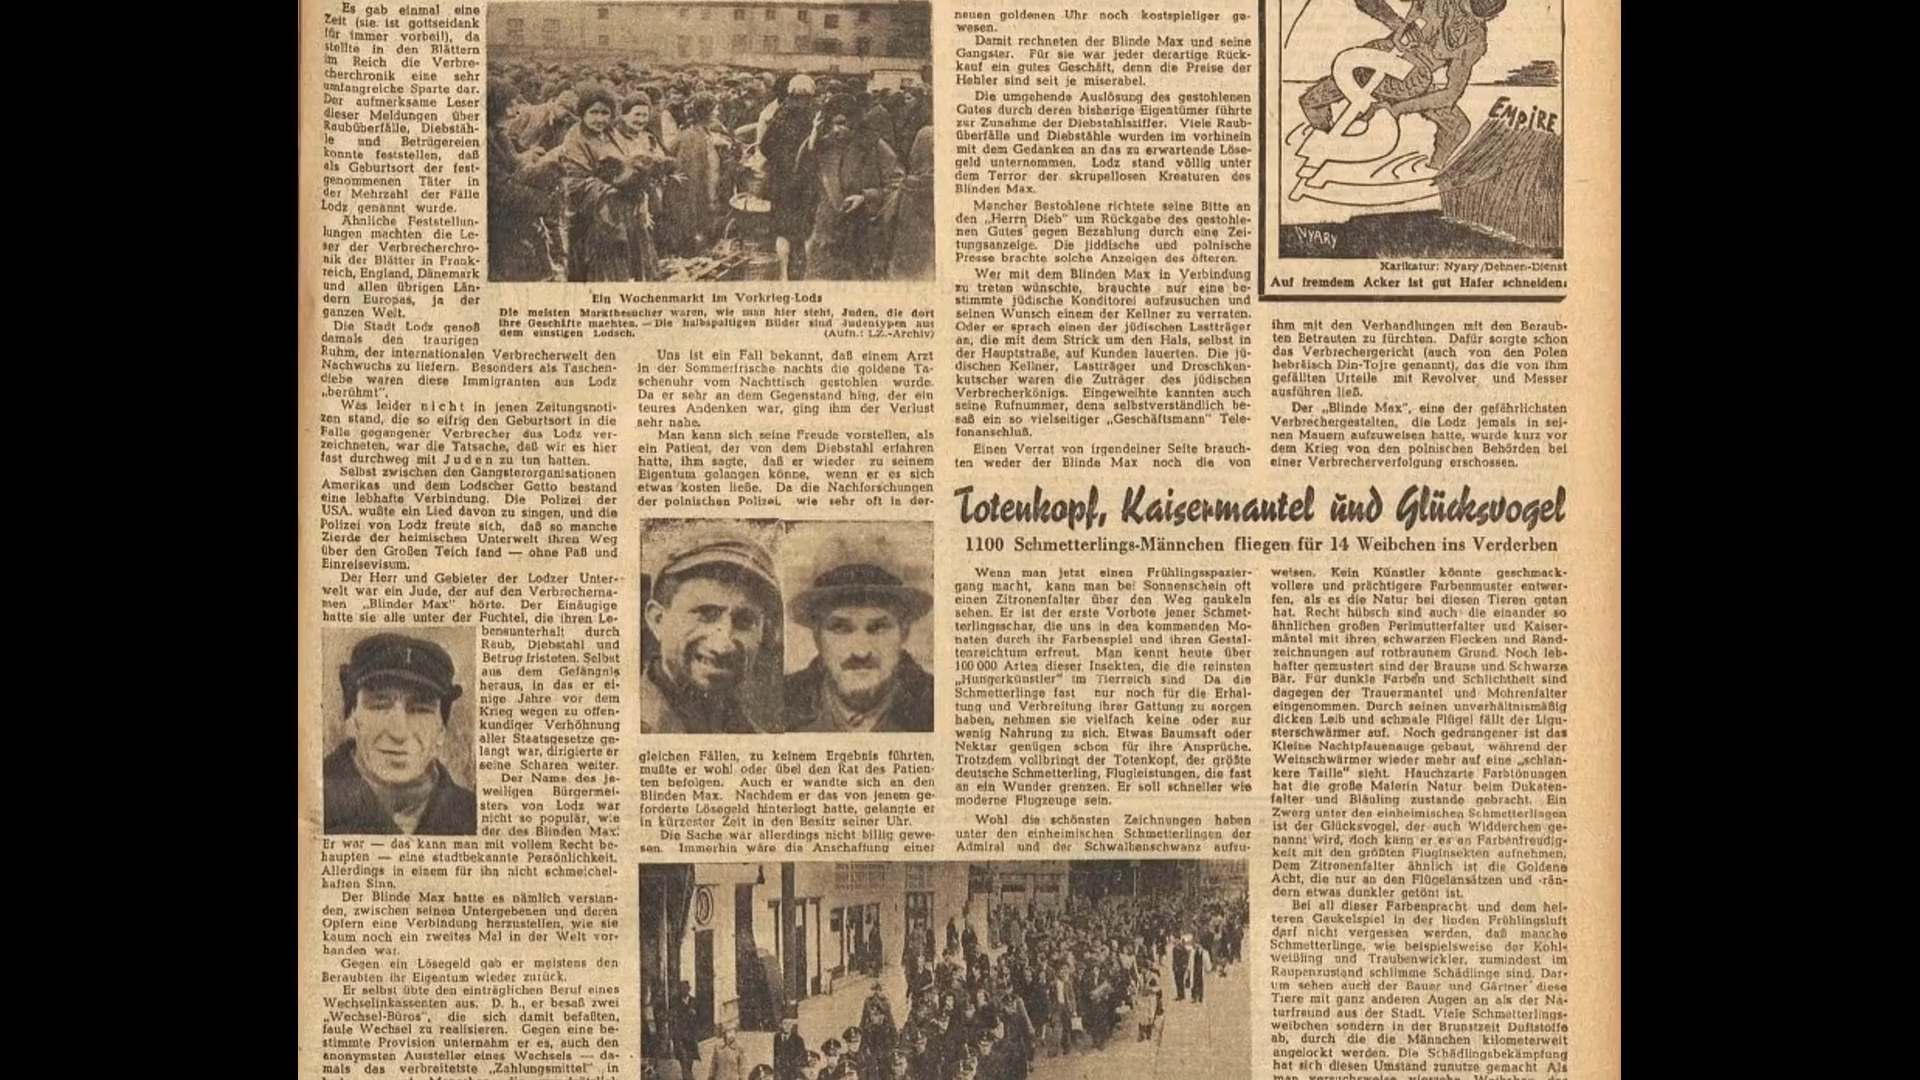 Es gab einmal eine
Zeit (sie ist gottseidank
für immer vorbei!), da
stellte in den Blättern
im Reich die Verbre-
cherchronik eine sehr
umfangreiche Sparte dar.
Der aufmerksame Leser
dieser Meldungen über
Raubüberfälle, Diebstäh-
le und Betrügereien
konnte feststellen, daß
als Geburtsort der fest-
genommenen Täter in
der Mehrzahl der Fälle
Lodz genannt wurde.
Ähnliche Feststellun-
lungen machten die Le-
ser der Verbrecherchro-
nik der Blätter in Frank-
reich, England, Dänemark
und allen übrigen Län-
dern Europas, ja der
ganzen Welt.
Die Stadt Lodz genoß
damals den traurigen
Ruhm, der internationalen Verbrecherwelt den
Nachwuchs zu liefern. Besonders als Taschen-
diebe waren diese Immigranten aus Lodz
„berühmt".
Was leider nicht in jenen Zeitungsnoti-
zen stand, die so eifrig den Geburtsort in die
Falle gegangener Verbrecher aus Lodz ver-
zeichneten, war die Tatsache, daß wir es hier
fast durchweg mit Juden zu tun hatten.
Selbst zwischen den Gangsterorganisationen
Amerikas und dem Lodscher Getto bestand
eine lebhafte Verbindung. Die Polizei der
USA. wußte ein Lied davon zu singen, und die
Polizei von Lodz freute sich, daß so manche
Zierde der heimischen Unterwelt ihren Weg
über den Großen Teich fand — ohne Paß und
Einreisevisum.
Der Herr und Gebieter der Lodzer Unter-
welt war ein Jude, der auf den Verbrecherna-
men „Blinder Max" hörte. Der Einäugige
hatte sie alle unter der Fuchtel, die ihren Le-
bensunterhalt durch
Raub, Diebstahl und
Betrug fristeten. Selbst
aus dem Gefängnis
heraus, in das er ei-
nige Jahre vor dem
Krieg wegen zu offen-
kundiger Verhöhnung
aller Staatsgesetze ge-
langt war, dirigierte er
seine Scharen weiter.
Der Name des je-
weiligen Bürgermei-
sters von Lodz war
nicht so populär, wie
der des Blinden Max.
Er war — das kann man mit vollem Recht be-
haupten — eine stadtbekannte Persönlichkeit.
Allerdings in einem für ihn nicht schmeichel-
haften Sinn.
Der Blinde Max hatte es nämlich verstan-
den, zwischen seinen Untergebenen und deren
Opfern eine Verbindung herzustellen, wie sie
kaum noch ein zweites Mal in der Welt vor-
handen war.
Gegen ein Lösegeld gab er meistens den
Beraubten ihr Eigentum wieder zurück.
Er selbst übte den einträglichen Beruf eines
Wechselinkassenten aus. D. h., er besaß zwei
„Wechsel-Büros", die sich damit befaßten,
faule Wechsel zu realisieren. Gegen eine be-
stimmte Provision unternahm er es, auch den
anonymsten Aussteller eines Wechsels — da-
mals das verbreitetste „Zahlungsmittel" in
Ein Wochenmarkt im Vorkrieg-Lods
Die meisten Marktbesucher waren, wie man hier sieht, Juden, die dort
ihre Geschäfte machten. — Die halbspaltigen Bilder sind Judentypen aus
dem einstigen Lodsch. (Aufn.: LZ.-Archiv)
Uns ist ein Fall bekannt, daß einem Arzt
in der Sommerfrische nachts die goldene Ta-
schenuhr vom Nachttisch gestohlen wurde.
Da er sehr an dem Gegenstand hing, der ein
teures Andenken war, ging ihm der Verlust
sehr nahe.
Man kann sich seine Freude vorstellen, als
ein Patient, der von dem Diebstahl erfahren
hatte, ihm sagte, daß er wieder zu seinem
Eigentum gelangen könne, wenn er es sich
etwas kosten ließe. Da die Nachforschungen
der polnischen Polizei, wie sehr oft in der-
gleichen Fällen, zu keinem Ergebnis führten,
mußte er wohl oder übel den Rat des Patien-
ten befolgen. Auch er wandte sich an den
Blinden Max. Nachdem er das von jenem ge-
forderte Lösegeld hinterlegt hatte, gelangte er
in kürzester Zeit in den Besitz seiner Uhr.
Die Sache war allerdings nicht billig gewe-
sen. Immerhin wäre die Anschaffung einer
neuen goldenen Uhr noch kostspieliger ge-
wesen.
Damit rechneten der Blinde Max und seine
Gangster. Für sie war jeder derartige Rück-
kauf ein gutes Geschäft, denn die Preise der
Hehler sind seit je miserabel.
Die umgehende Auslösung des gestohlenen
Gutes durch deren bisherige Eigentümer führte
zur Zunahme der Diebstahlsziffer. Viele Raub-
überfälle und Diebstähle wurden im vorhinein
mit dem Gedanken an das zu erwartende Löse-
geld unternommen. Lodz stand völlig unter
dem Terror der skrupellosen Kreaturen des
Blinden Max.
Mancher Bestohlene richtete seine Bitte an
den „Herrn Dieb" um Rückgabe des gestohle-
nen Gutes gegen Bezahlung durch eine Zei-
tungsanzeige. Die jiddische und polnische
Presse brachte solche Anzeigen des öfteren.
Wer mit dem Blinden Max in Verbindung
zu treten wünschte, brauchte nur eine be-
stimmte jüdische Konditorei aufzusuchen und
seinen Wunsch einem der Kellner zu verraten.
Oder er sprach einen der jüdischen Lastträger
an, die mit dem Strick um den Hals, selbst in
der Hauptstraße, auf Kunden lauerten. Die jü-
dischen Kellner, Lastträger und Droschken-
kutscher waren die Zuträger des jüdischen
Verbrecherkönigs. Eingeweihte kannten auch
seine Rufnummer, denn selbstverständlich be-
saß ein so vielseitiger „Geschäftsmann" Tele-
fonanschluß.
Einen Verrat von irgendeiner Seite brauch-
ten weder der Blinde Max noch die von
EMPIRE
NYARY
Karikatur: Nyary/Dehnen-Dienst
Auf fremdem Acker ist gut Hafer schneiden:
ihm mit den Verhandlungen mit den Beraub-
ten Betrauten zu fürchten. Dafür sorgte schon
das Verbrechergericht (auch von den Polen
hebräisch Din-Tojre genannt), das die von ihm
gefällten Urteile mit Revolver und Messer
ausführen ließ.
Der „Blinde Max", eine der gefährlichsten
Verbrechergestalten, die Lodz jemals in sei-
nen Mauern aufzuweisen hatte, wurde kurz vor
dem Krieg von den polnischen Behörden bei
einer Verbrecherverfolgung erschossen.
Totenkopf, Kaisermantel und Glücksvogel
1100 Schmetterlings-Männchen fliegen für 14 Weibchen ins Verderben
Wenn man jetzt einen Frühlingsspazier-
gang macht, kann man bei Sonnenschein oft
einen Zitronenfalter über den Weg gaukeln
sehen. Er ist der erste Vorbote jener Schmet-
terlingsschar, die uns in den kommenden Mo-
naten durch ihr Farbenspiel und ihren Gestal-
tenreichtum erfreut. Man kennt heute über
100 000 Arten dieser Insekten, die die reinsten
„Hungerkünstler" im Tierreich sind Da die
Schmetterlinge fast nur noch für die Erhal-
tung und Verbreitung ihrer Gattung zu sorgen
haben, nehmen sie vielfach keine oder nur
wenig Nahrung zu sich. Etwas Baumsaft oder
Nektar genügen schon für ihre Ansprüche.
Trotzdem vollbringt der Totenkopf, der größte
deutsche Schmetterling, Flugleistungen, die fast
an ein Wunder grenzen. Er soll schneller wie
moderne Flugzeuge sein.
Wohl die schönsten Zeichnungen haben
unter den einheimischen Schmetterlingen der
Admiral und der Schwalbenschwanz aufzu-
weisen. Kein Künstler könnte geschmack-
vollere und prächtigere Farbenmuster entwer-
fen, als es die Natur bei diesen Tieren getan
hat. Recht hübsch sind auch die einander so
ähnlichen großen Perlmutterfalter und Kaiser-
mäntel mit ihren schwarzen Flecken und Rand-
zeichnungen auf rotbraunem Grund. Noch leb-
hafter gemustert sind der Braune und Schwarze
Bär. Für dunkle Farben und Schlichtheit sind
dagegen der Trauermantel und Mohrenfalter
eingenommen. Durch seinen unverhältnismäßig
dicken Leib und schmale Flügel fällt der Ligu-
sterschwärmer auf. Noch gedrungener ist das
Kleine Nachtpfauenauge gebaut, während der
Weinschwärmer wieder mehr auf eine „schlan-
kere Taille" sieht. Hauchzarte Farbtönungen
hat die große Malerin Natur beim Dukaten-
falter und Bläuling zustande gebracht. Ein
Zwerg unter den einheimischen Schmetterlingen
ist der Glücksvogel, der auch Widderchen ge-
nannt wird, doch kann er es an Farbenfreudig-
keit mit den größten Fluginsekten aufnehmen.
Dem Zitronenfalter ähnlich ist die Goldene
Acht, die nur an den Flügelansätzen und -rän-
dern etwas dunkler getönt ist.
Bei all dieser Farbenpracht und dem hei-
teren Gaukelspiel in der linden Frühlingsluft
darf nicht vergessen werden, daß manche
Schmetterlinge, wie beispielsweise der Kohl-
weißling und Traubenwickler, zumindest im
Raupenzustand schlimme Schädlinge sind. Dar-
um sehen auch der Bauer und Gärtner diese
Tiere mit ganz anderen Augen an als der Na-
turfreund aus der Stadt. Viele Schmetterlings-
weibchen sondern in der Brunstzeit Duftstoffe
ab, durch die die Männchen kilometerweit
angelockt werden. Die Schädlingsbekämpfung
hat sich diesen Umstand zunutze gemacht Als